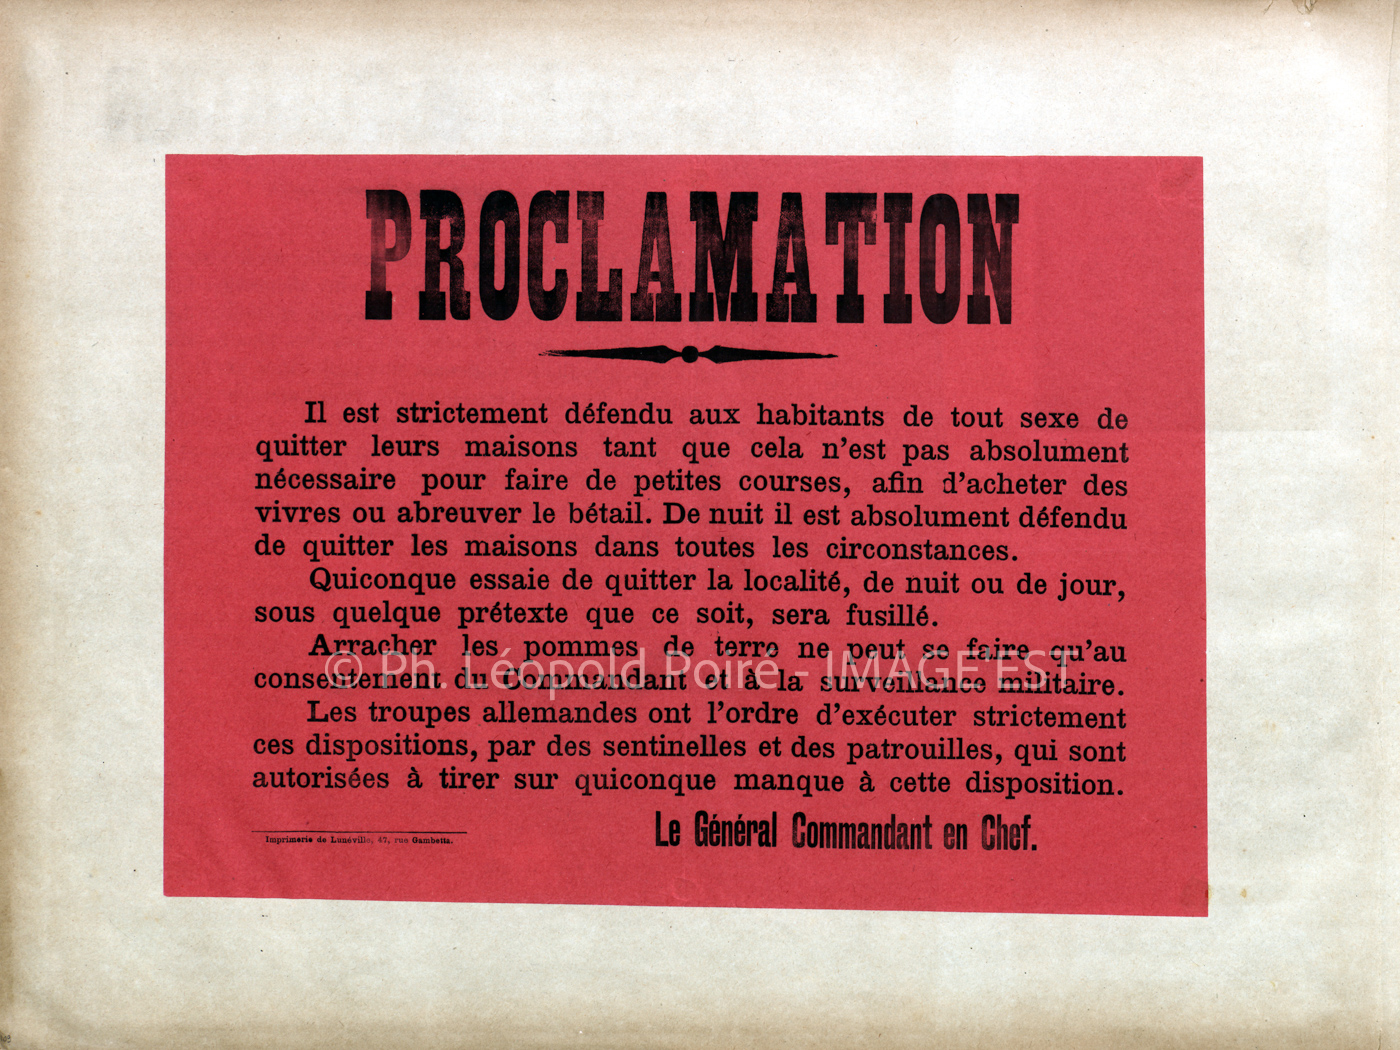 PROCLAMATION
Il est strictement défendu aux habitants de tout sexe de
quitter leurs maisons tant que cela n'est pas absolument
nécessaire pour faire de petites courses, afin d'acheter des
vivres ou abreuver le bétail. De nuit il est absolument défendu
de quitter les maisons dans toutes les circonstances.
Quiconque essaie de quitter la localité, de nuit ou de jour,
sous quelque prétexte que ce soit, sera fusillé.
Arracher les pommes de terre ne peut se faire qu'au
© Ph. Léopold Poiré - IMAGE'EST
consentement du Commandant et à la surveillance militaire.
Les troupes allemandes ont l'ordre d'exécuter strictement
ces dispositions, par des sentinelles et des patrouilles, qui sont
autorisées à tirer sur quiconque manque à cette disposition.
Le Général Commandant en Chef.
Imprimerie de Lunéville, 47, rue Gambetta.